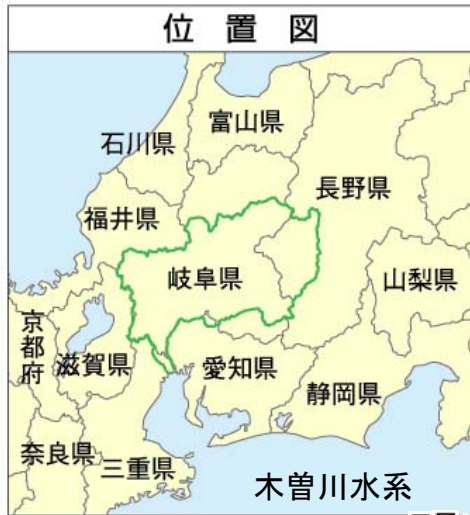 位置図
富山県
石川県
長野県
福井県
岐阜県
山梨県
京都府
滋賀県
愛知県
静岡県
奈良県
三重県
木曽川水系